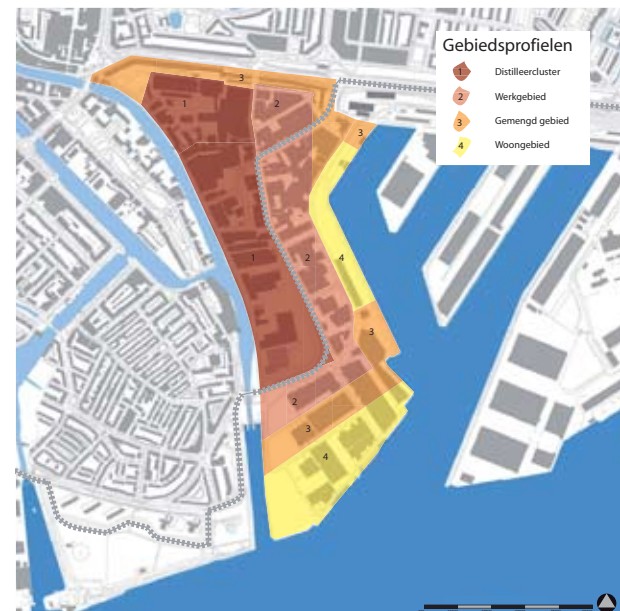 Gebiedsprofielen
1 Distilleercluster
2 Werkgebied
3 Gemengd gebied
4 Woongebied
3
1
2
3
1
2
4
3
2
3
4